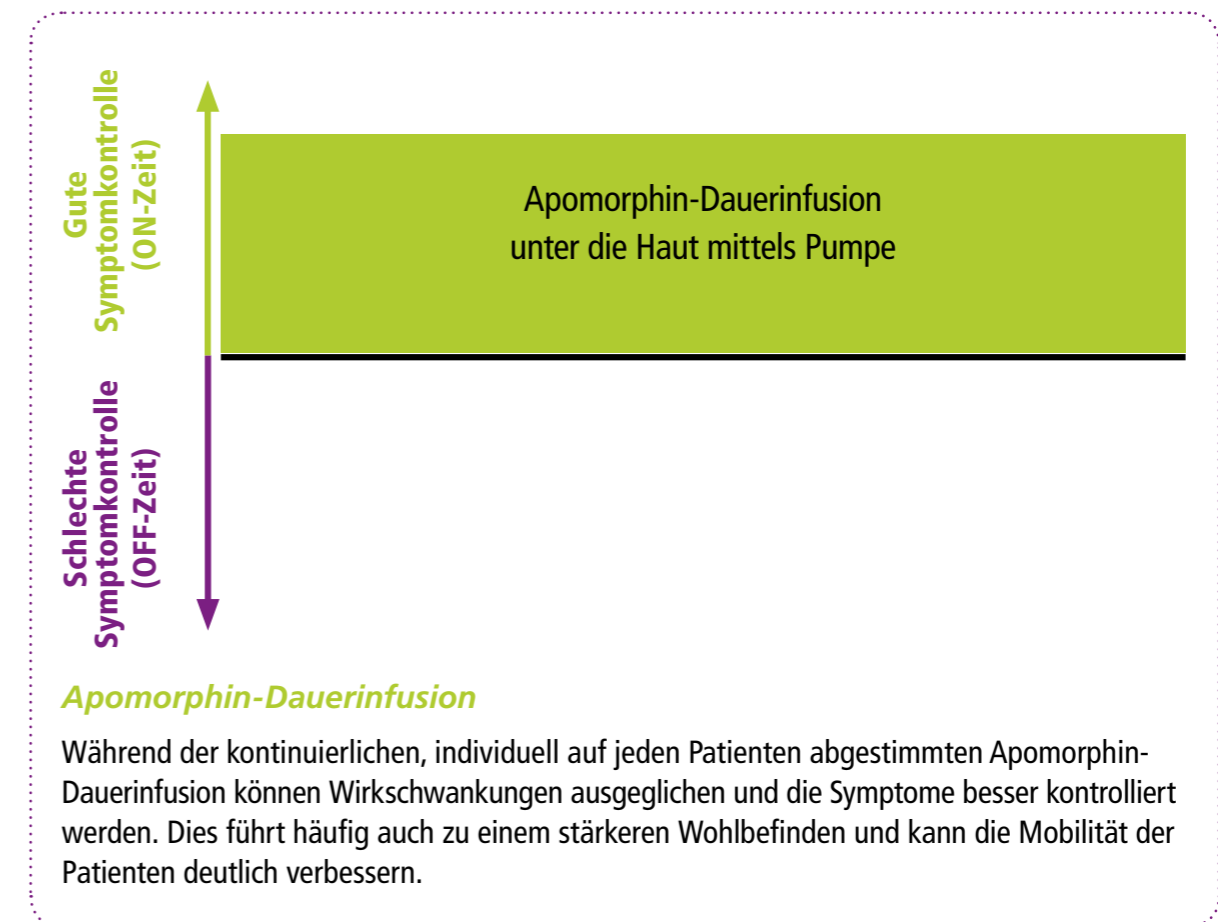 Gute
Symptomkontrolle
(ON-Zeit)
Apomorphin-Dauerinfusion
unter die Haut mittels Pumpe
Schlechte
Symptomkontrolle
(OFF-Zeit)
Apomorphin-Dauerinfusion
Während der kontinuierlichen, individuell auf jeden Patienten abgestimmten Apomorphin-
Dauerinfusion können Wirkschwankungen ausgeglichen und die Symptome besser kontrolliert
werden. Dies führt häufig auch zu einem stärkeren Wohlbefinden und kann die Mobilität der
Patienten deutlich verbessern.